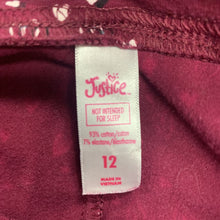 Justice
NOT INTENDED
FOR SLEEP
93% cotton/coton
7% elastane/élasthanne
12
MADE IN
VIETNAM